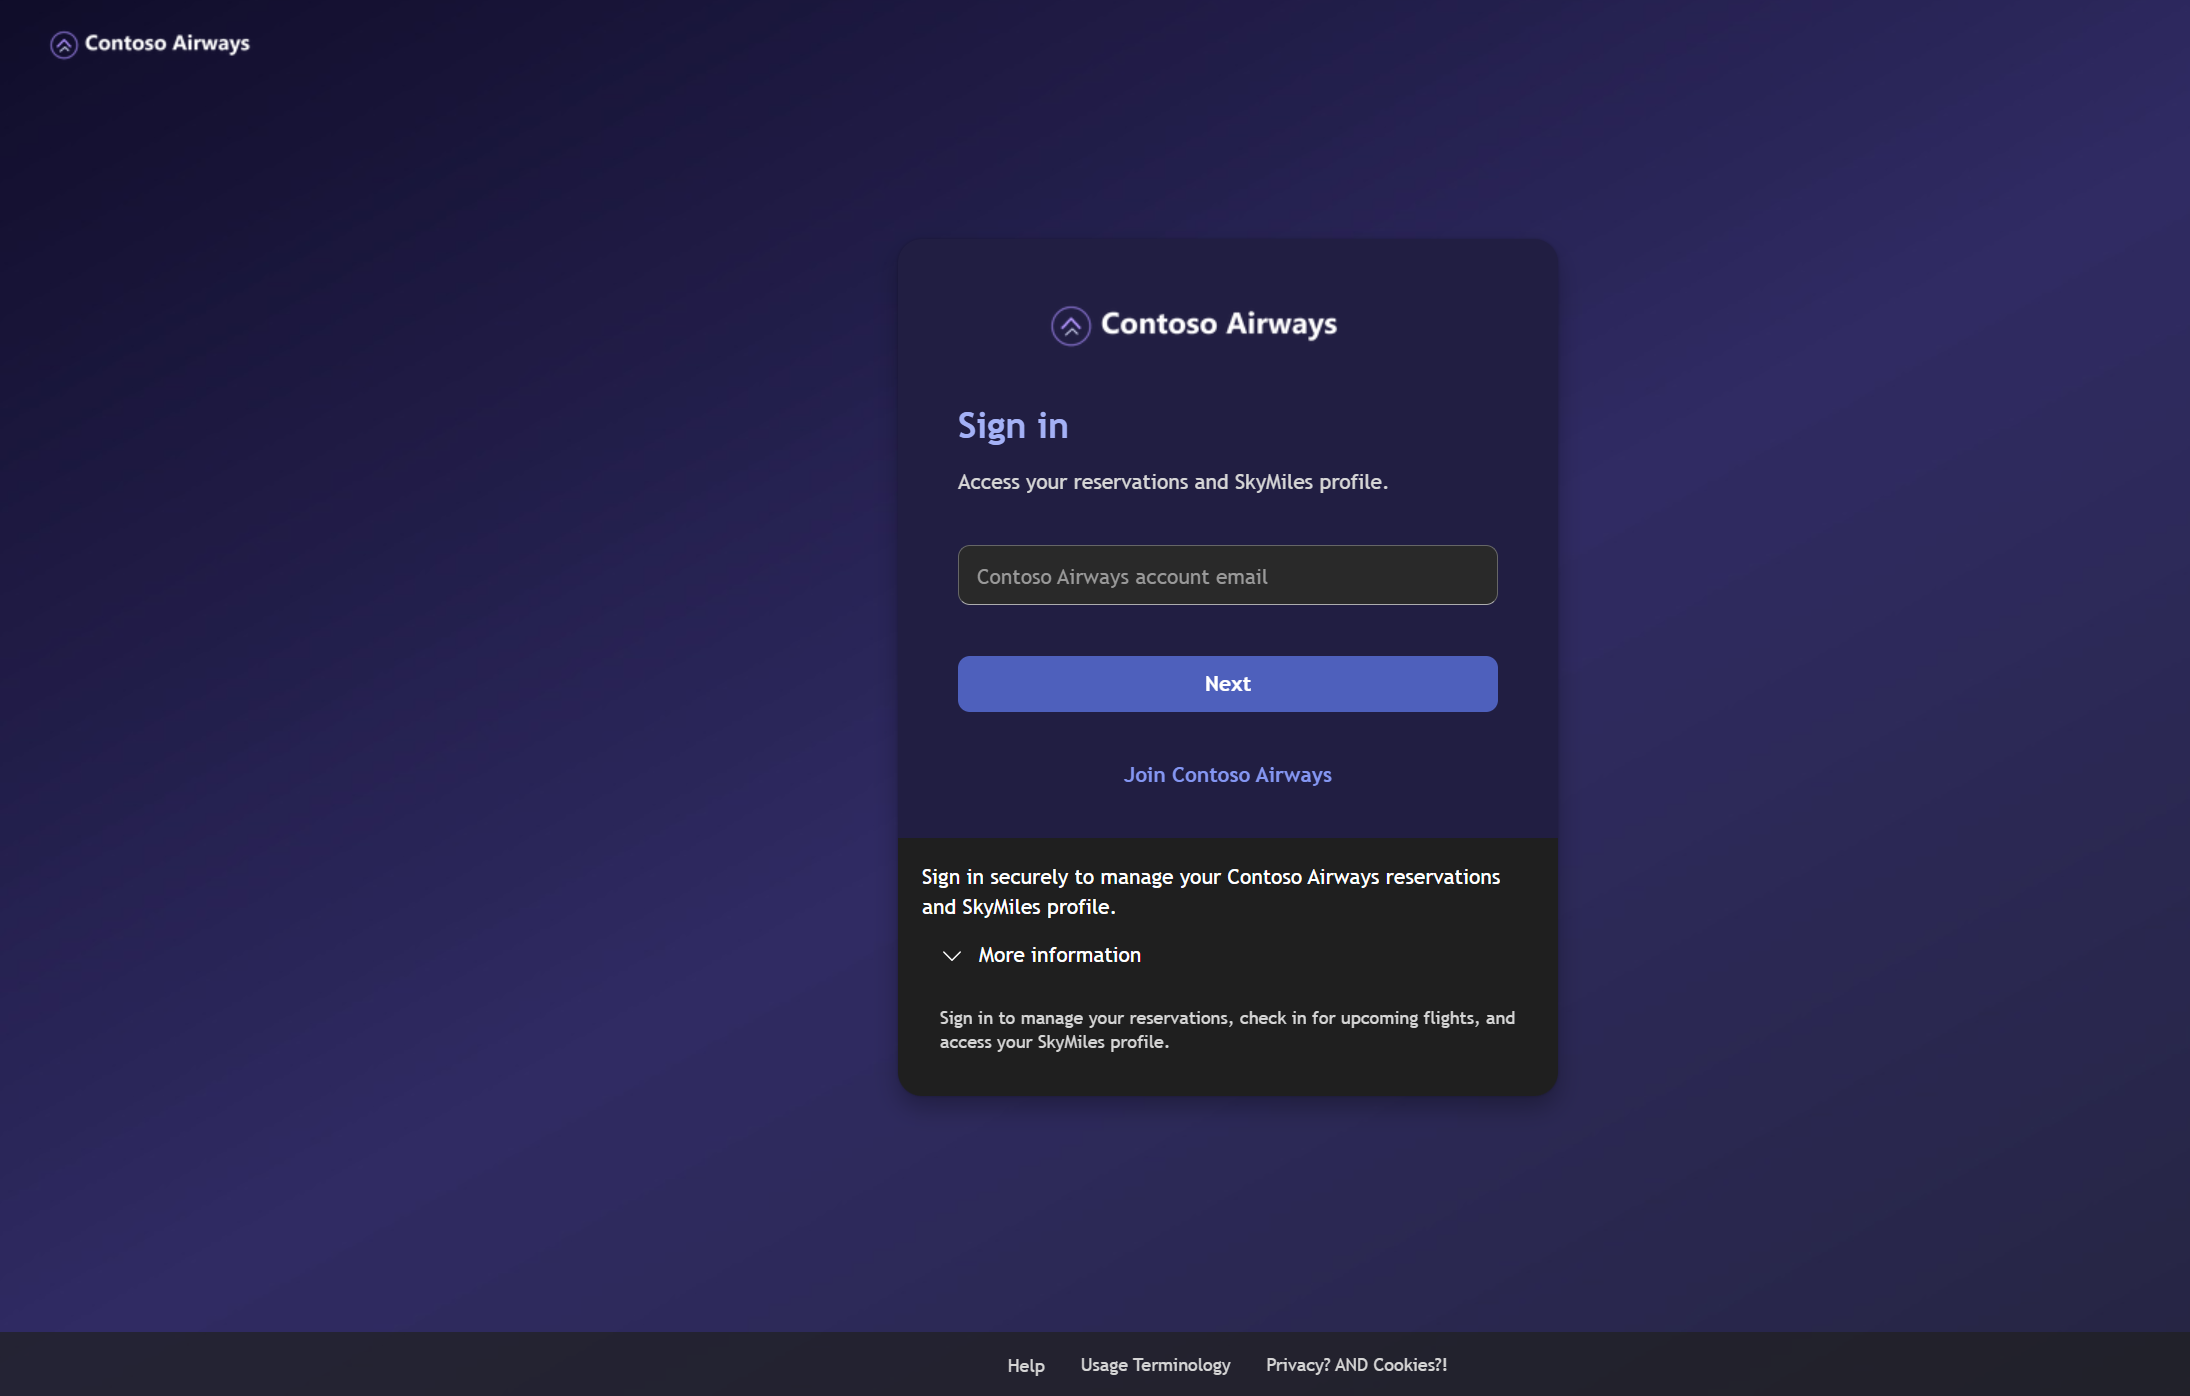 Contoso Airways
Contoso Airways
Sign in
Access your reservations and SkyMiles profile.
Contoso Airways account email
Next
Join Contoso Airways
Sign in securely to manage your Contoso Airways reservations
and SkyMiles profile.
More information
Sign in to manage your reservations, check in for upcoming flights, and
access your SkyMiles profile.
Help Usage Terminology Privacy? AND Cookies?!